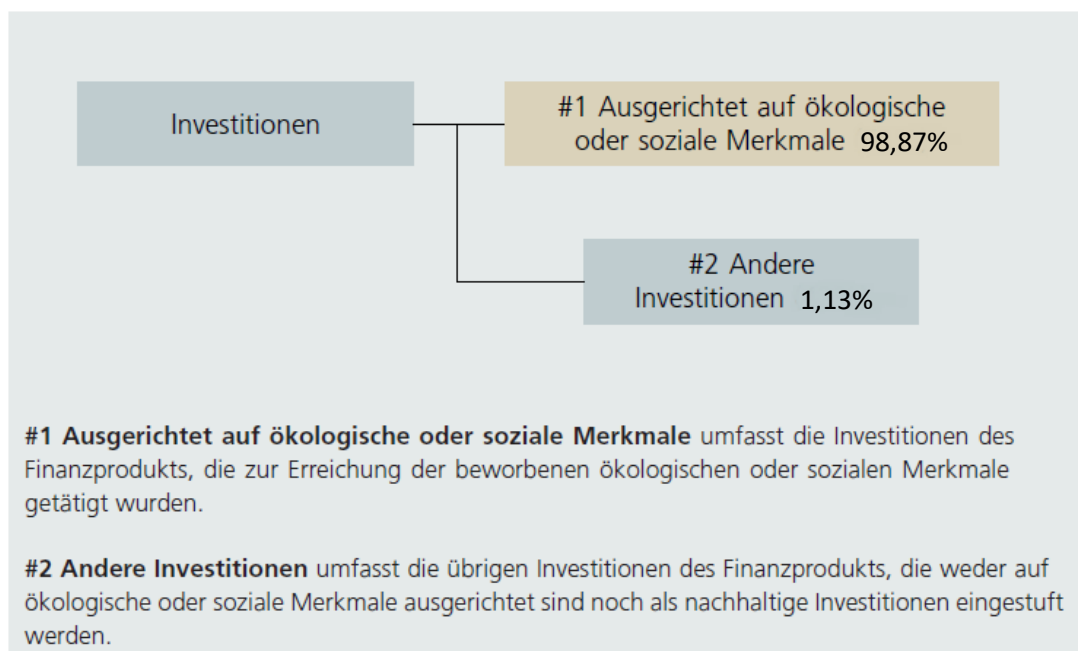 Investitionen
#1 Ausgerichtet auf ökologische
oder soziale Merkmale 98,87%
#2 Andere
Investitionen 1,13%
#1 Ausgerichtet auf ökologische oder soziale Merkmale umfasst die Investitionen des
Finanzprodukts, die zur Erreichung der beworbenen ökologischen oder sozialen Merkmale
getätigt wurden.
#2 Andere Investitionen umfasst die übrigen Investitionen des Finanzprodukts, die weder auf
ökologische oder soziale Merkmale ausgerichtet sind noch als nachhaltige Investitionen eingestuft
werden.